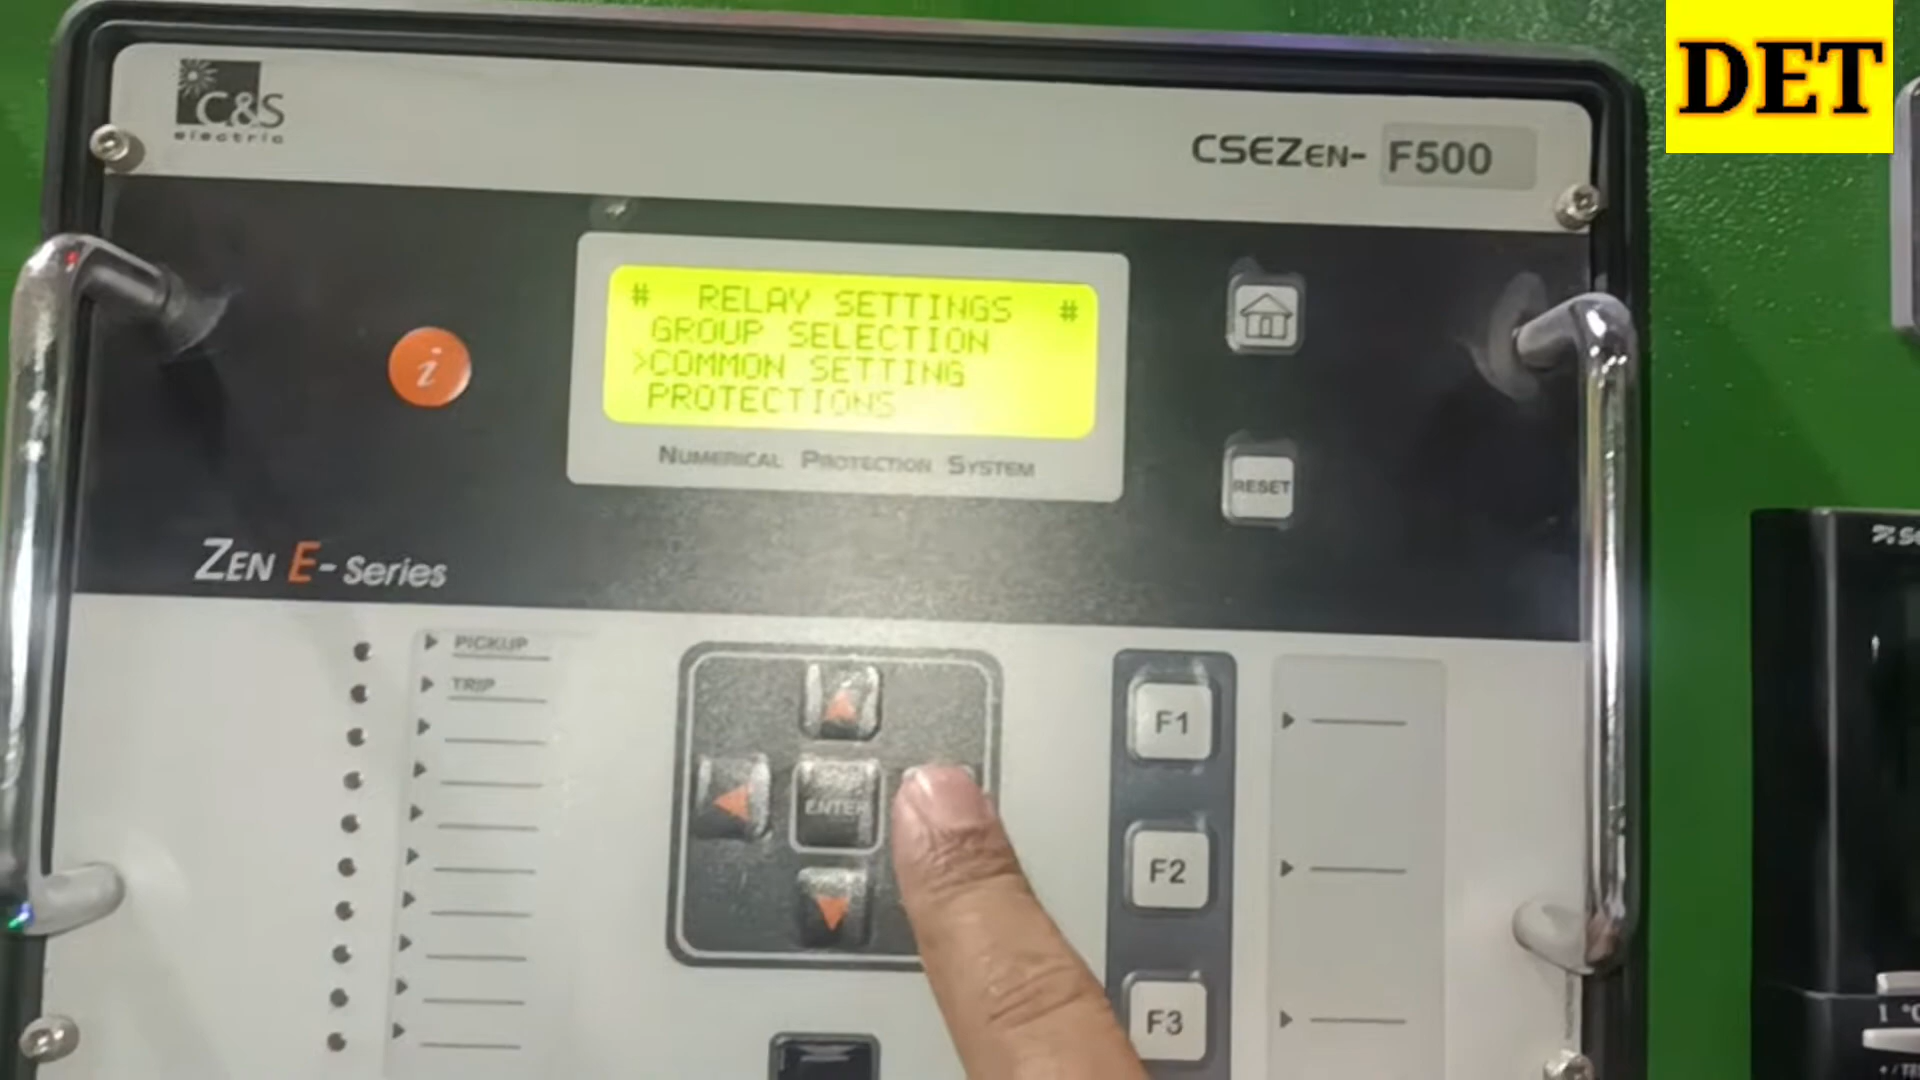 DET
C&S
electric
CSEZEN- F500
# RELAY SETTINGS #
GROUP SELECTION
>COMMON SETTING
PROTECTIONS
NUMERICAL PROTECTION SYSTEM
i
RESET
ZEN E- Series
PICKUP
TRIP
ENTER
F1
F2
F3